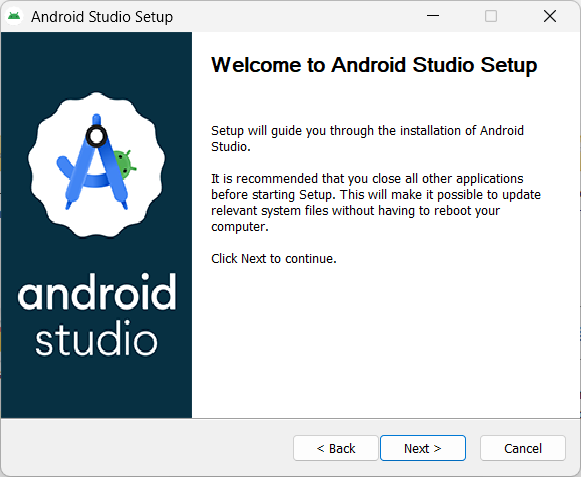 Android Studio Setup
Welcome to Android Studio Setup
Setup will guide you through the installation of Android
Studio.
It is recommended that you close all other applications
before starting Setup. This will make it possible to update
relevant system files without having to reboot your
computer.
Click Next to continue.
android
studio
< Back
Next >
Cancel